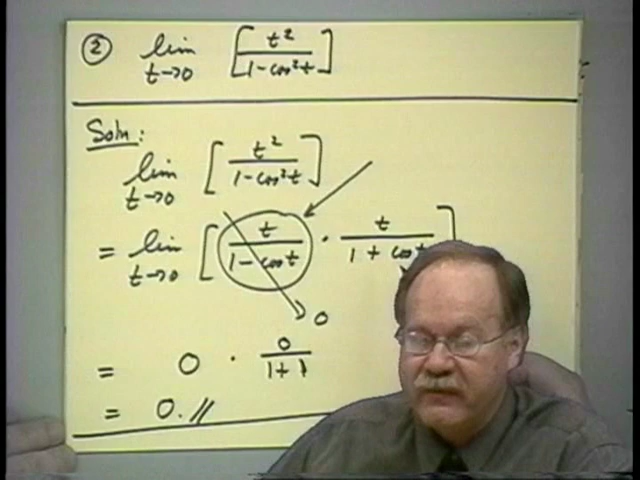 ② lim t→0 [t²/(1-cos²t)]
Soln:
lim t→0 [t²/(1-cos²t)]
= lim t→0 [t/(1-cos t) · t/(1+cos t)]
0
= 0 · 0/(1+1)
= 0.//